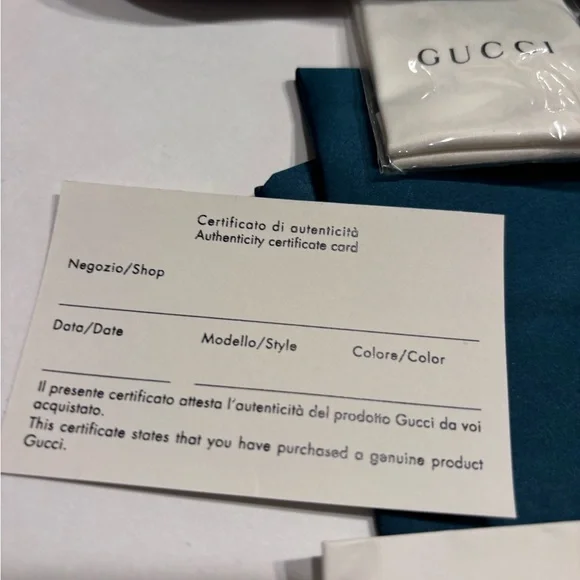 GUCCI
Certificato di autenticità
Authenticity certificate card
Negozio/Shop
Data/Date
Modello/Style
Colore/Color
Il presente certificato attesta l'autenticità del prodotto Gucci da voi
acquistato.
This certificate states that you have purchased a genuine product
Gucci.